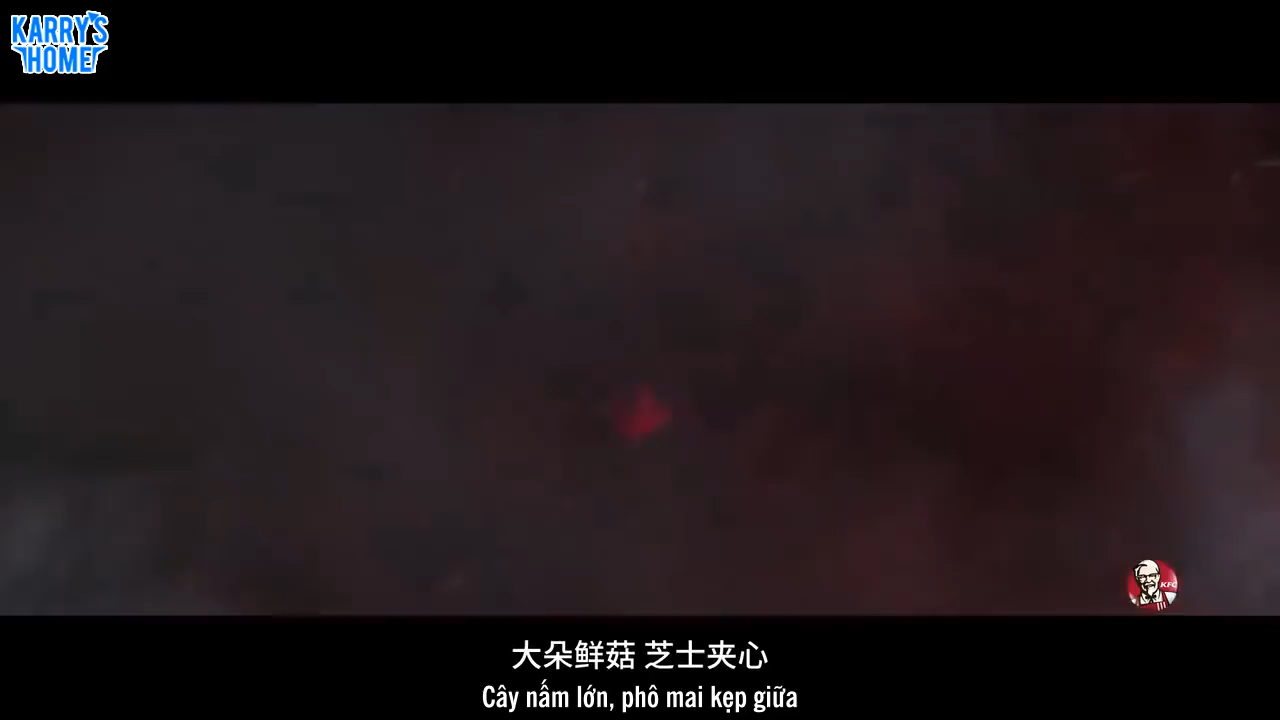 KARRY'S
HOME
KFC
大朵鲜菇 芝士夹心
Cây nấm lớn, phô mai kẹp giữa